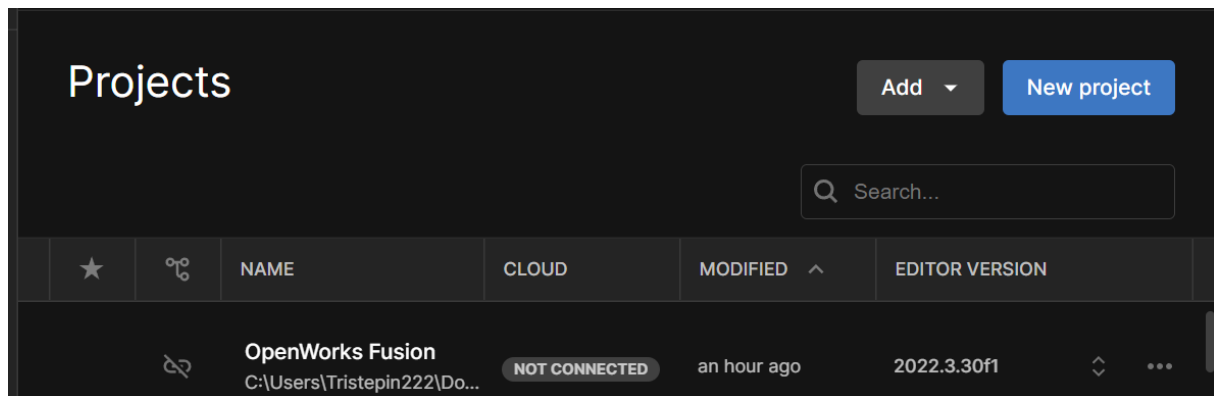 Projects
Add
New project
Search...
NAME CLOUD MODIFIED EDITOR VERSION
OpenWorks Fusion
C:\Users\Tristepin222\Do...
NOT CONNECTED
an hour ago
2022.3.30f1